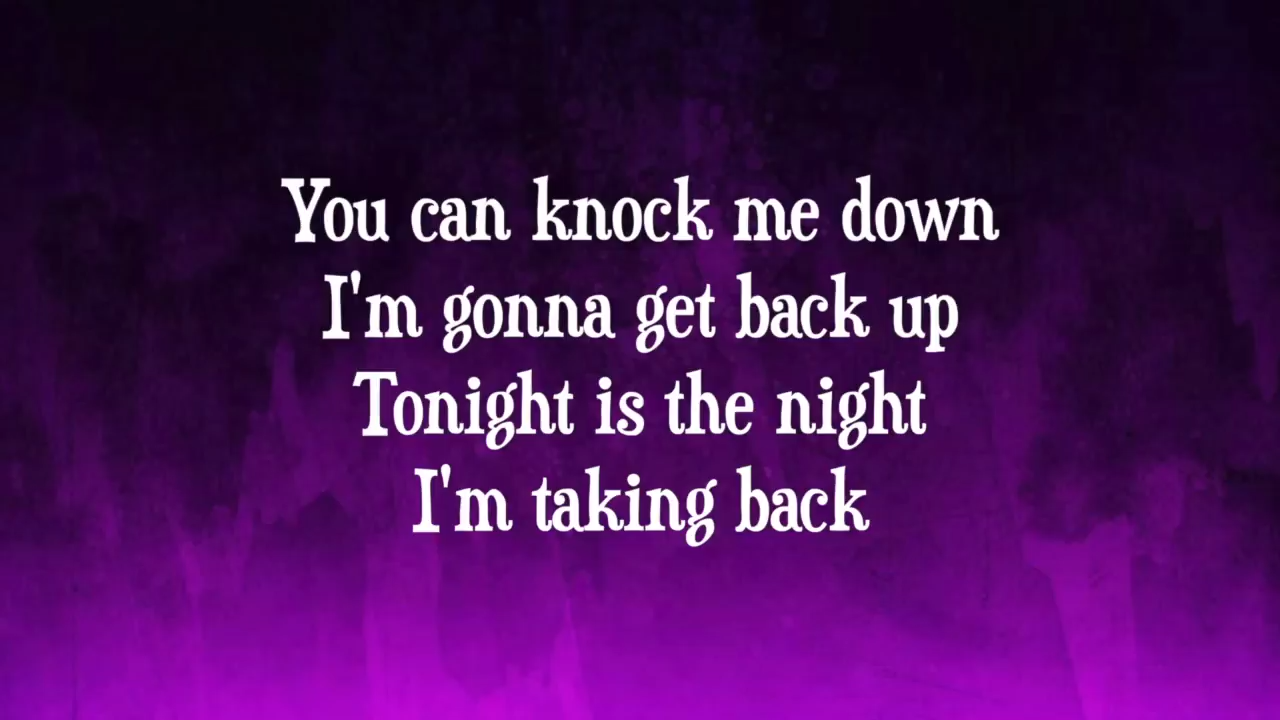 You can knock me down
I'm gonna get back up
Tonight is the night
I'm taking back